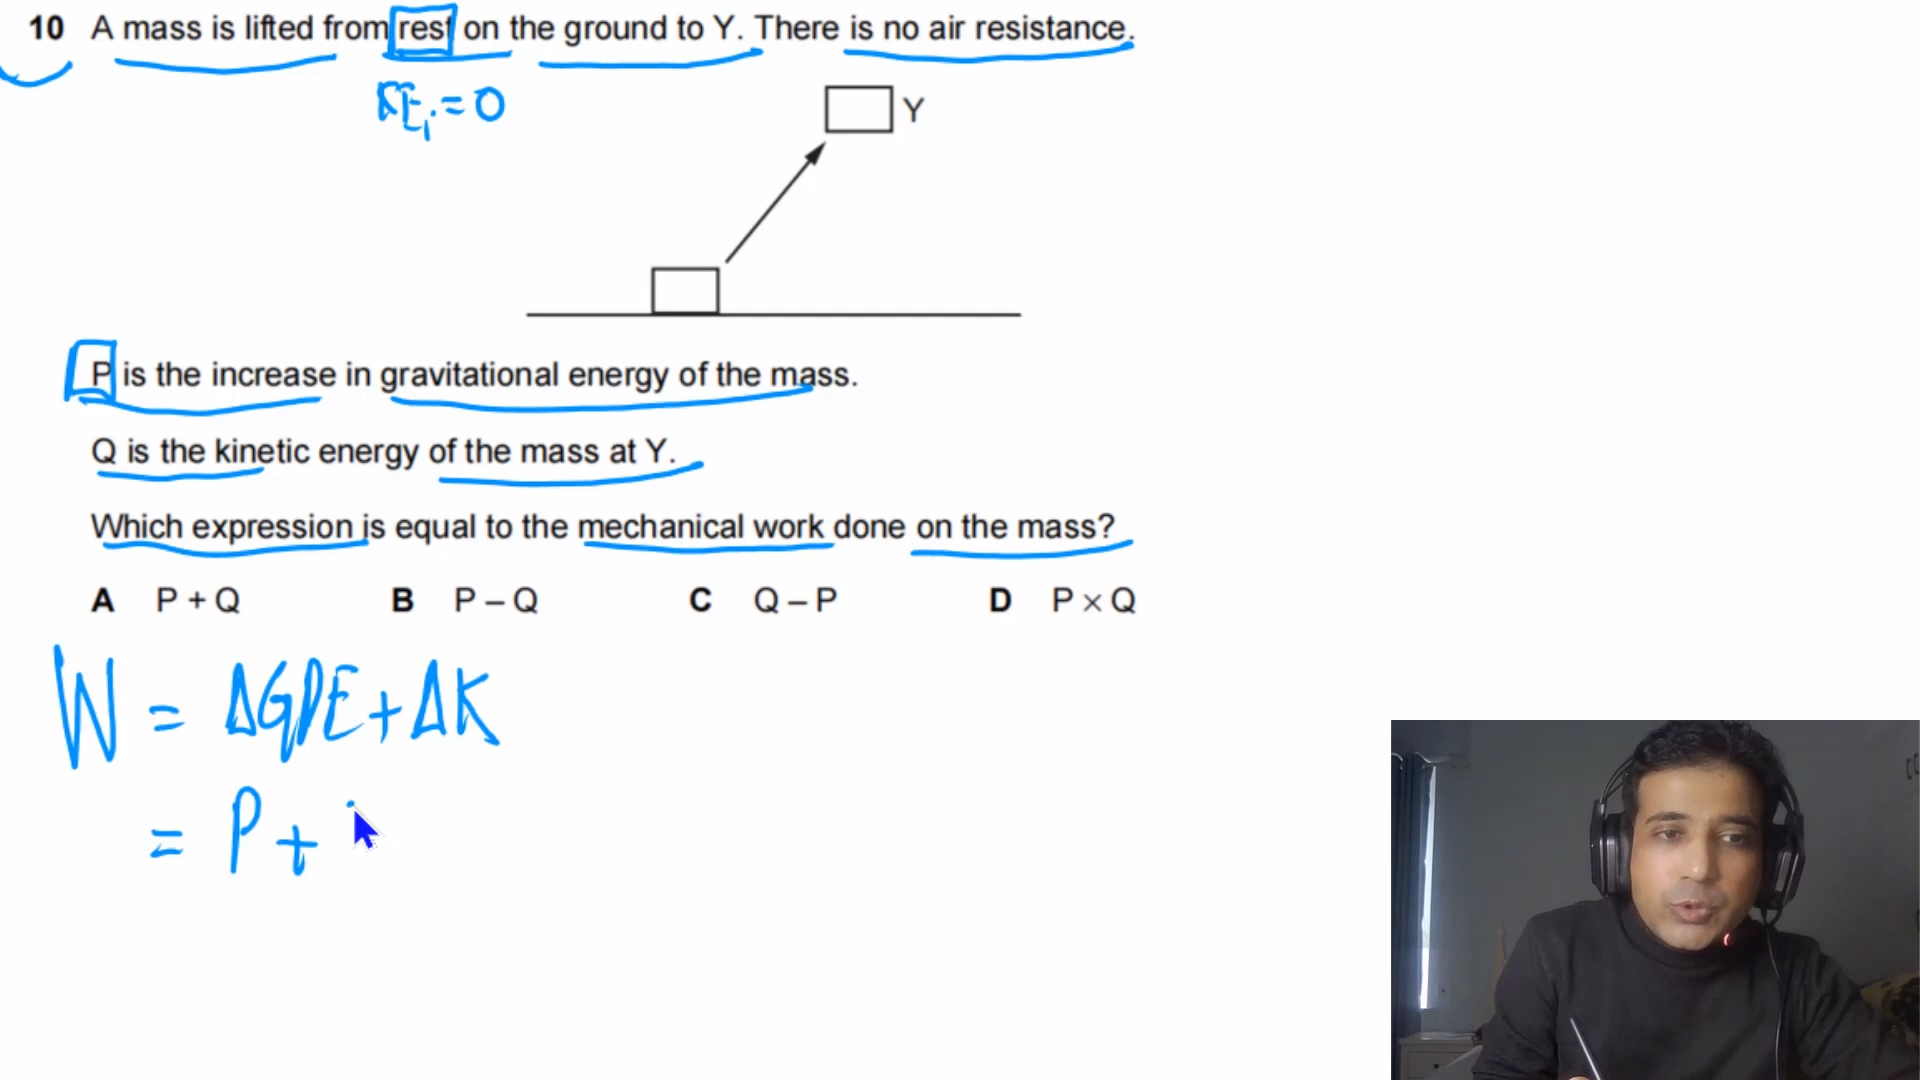 10 A mass is lifted from rest on the ground to Y. There is no air resistance.
KEi = 0
Y
P is the increase in gravitational energy of the mass.
Q is the kinetic energy of the mass at Y.
Which expression is equal to the mechanical work done on the mass?
A P + Q B P – Q C Q – P D P × Q
W = ΔGPE + ΔK
= P +